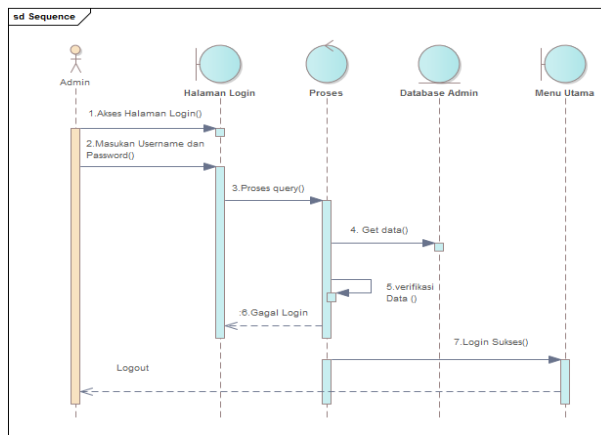 sd Sequence
Admin
Halaman Login
Proses
Database Admin
Menu Utama
1.Akses Halaman Login()
2.Masukan Username dan
Password()
3.Proses query()
4. Get data()
5.verifikasi
Data ()
:6.Gagal Login
7.Login Sukses()
Logout